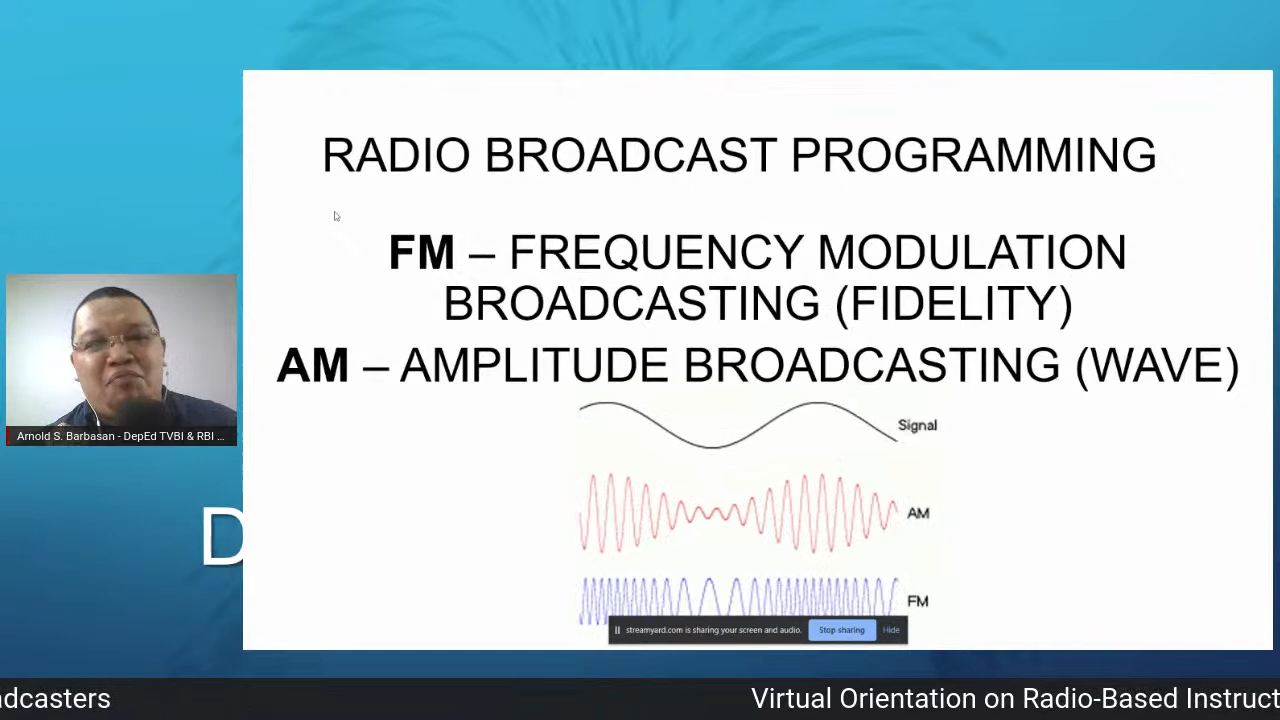 RADIO BROADCAST PROGRAMMING
FM – FREQUENCY MODULATION
BROADCASTING (FIDELITY)
AM – AMPLITUDE BROADCASTING (WAVE)
Signal
AM
FM
streamyard.com is sharing your screen and audio. Stop sharing Hide
Arnold S. Barbasan - DepEd TVBI & RBI ...
D
adcasters Virtual Orientation on Radio-Based Instruct